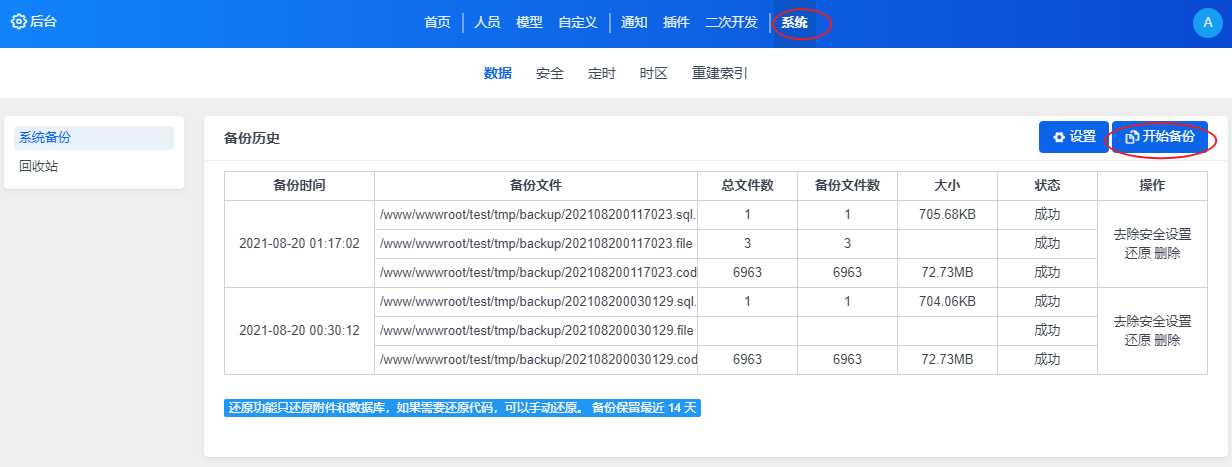 后台 首页 人员 模型 自定义 通知 插件 二次开发 系统 A
数据 安全 定时 时区 重建索引
系统备份
回收站
备份历史 设置 开始备份
备份时间 备份文件 总文件数 备份文件数 大小 状态 操作
2021-08-20 01:17:02 /www/wwwroot/test/tmp/backup/202108200117023.sql. 1 1 705.68KB 成功 去除安全设置
/www/wwwroot/test/tmp/backup/202108200117023.file 3 3 成功 还原 删除
/www/wwwroot/test/tmp/backup/202108200117023.cod 6963 6963 72.73MB 成功
2021-08-20 00:30:12 /www/wwwroot/test/tmp/backup/202108200030129.sql. 1 1 704.06KB 成功 去除安全设置
/www/wwwroot/test/tmp/backup/202108200030129.file 成功 还原 删除
/www/wwwroot/test/tmp/backup/202108200030129.cod 6963 6963 72.73MB 成功
还原功能只还原附件和数据库，如果需要还原代码，可以手动还原。 备份保留最近 14 天